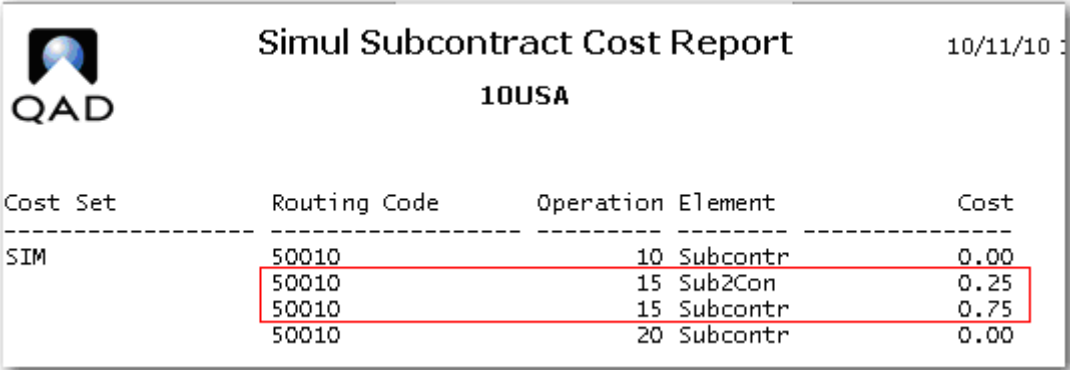 Simul Subcontract Cost Report
10/11/10
QAD
10USA
Cost Set Routing Code Operation Element Cost
------------------ ------------------ --------- -------- ---------------
SIM 50010 10 Subcontr 0.00
50010 15 Sub2Con 0.25
50010 15 Subcontr 0.75
50010 20 Subcontr 0.00